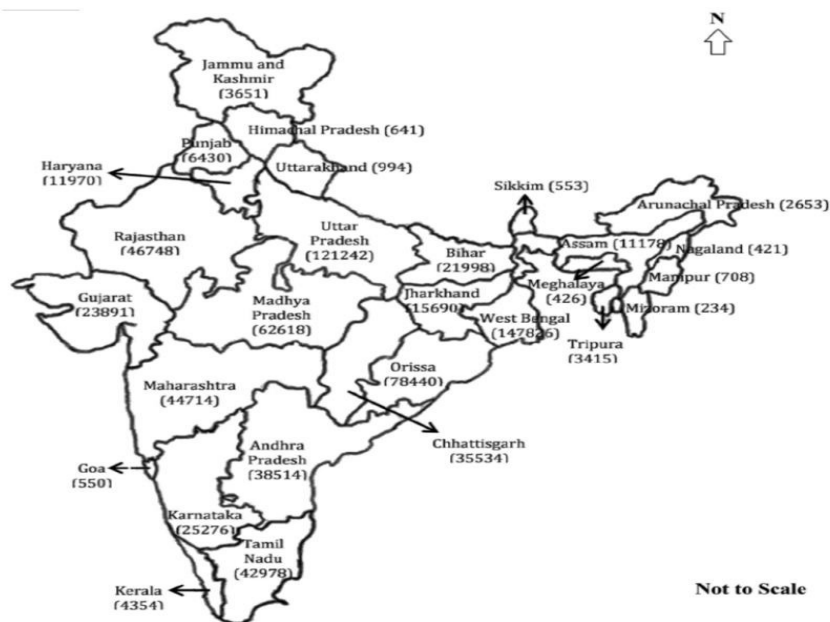 N
Jammu and
Kashmir
(3651)
Himachal Pradesh (641)
Punjab
(6430)
Haryana
(11970)
Uttarakhand (994)
Sikkim (553)
Arunachal Pradesh (2653)
Rajasthan
(46748)
Uttar
Pradesh
(121242)
Bihar
(21998)
Assam (11178)
Nagaland (421)
Meghalaya
(426)
Manipur (708)
Gujarat
(23891)
Madhya
Pradesh
(62618)
Jharkhand
(15690)
West Bengal
(147826)
Mizoram (234)
Tripura
(3415)
Orissa
(78440)
Maharashtra
(44714)
Chhattisgarh
(35534)
Andhra
Pradesh
(38514)
Goa
(550)
Karnataka
(25276)
Tamil
Nadu
(42978)
Kerala
(4354)
Not to Scale